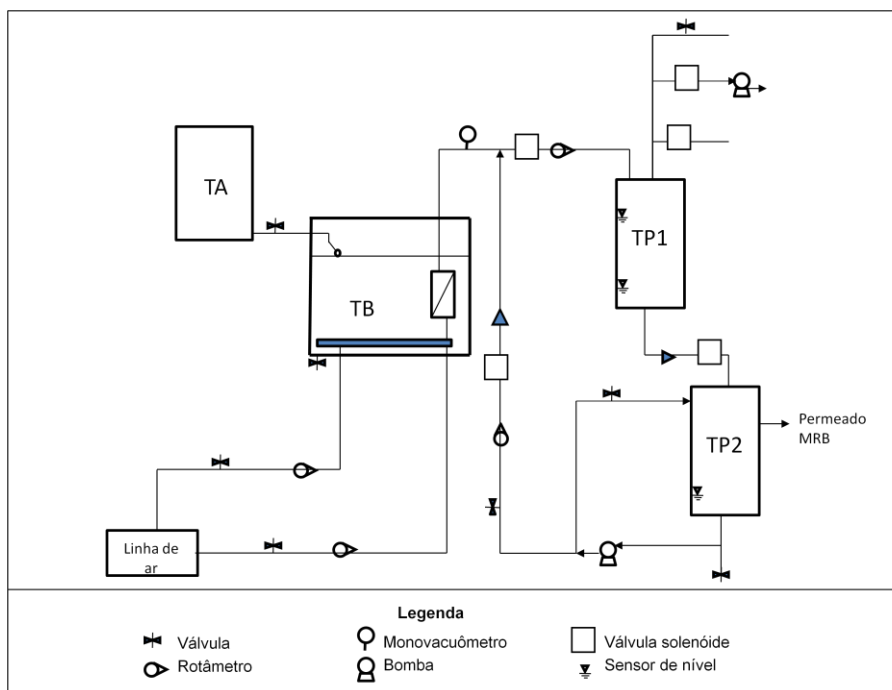 TA
TB
TP1
TP2
Permeado
MRB
Linha de
ar
Legenda
Válvula
Monovacuômetro
Válvula solenóide
Rotâmetro
Bomba
Sensor de nível